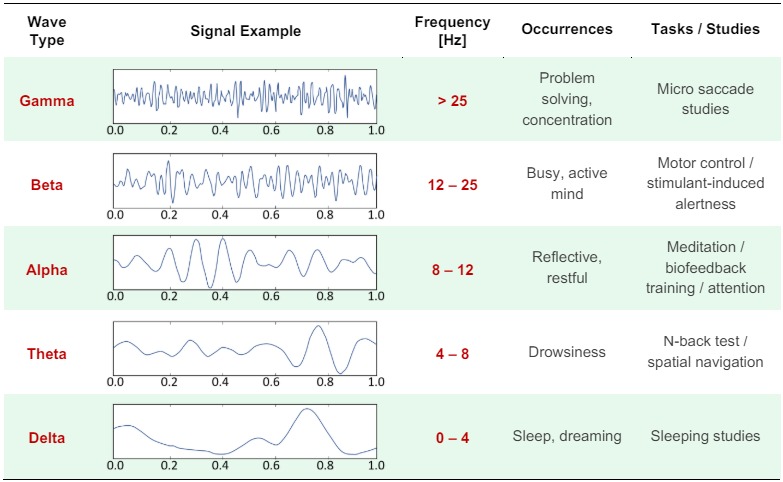 Wave Type
Signal Example
Frequency [Hz]
Occurrences
Tasks / Studies
Gamma
0.0 0.2 0.4 0.6 0.8 1.0
> 25
Problem
solving,
concentration
Micro saccade
studies
Beta
0.0 0.2 0.4 0.6 0.8 1.0
12 – 25
Busy, active
mind
Motor control /
stimulant-induced
alertness
Alpha
0.0 0.2 0.4 0.6 0.8 1.0
8 – 12
Reflective,
restful
Meditation /
biofeedback
training / attention
Theta
0.0 0.2 0.4 0.6 0.8 1.0
4 – 8
Drowsiness
N-back test /
spatial navigation
Delta
0.0 0.2 0.4 0.6 0.8 1.0
0 – 4
Sleep, dreaming
Sleeping studies